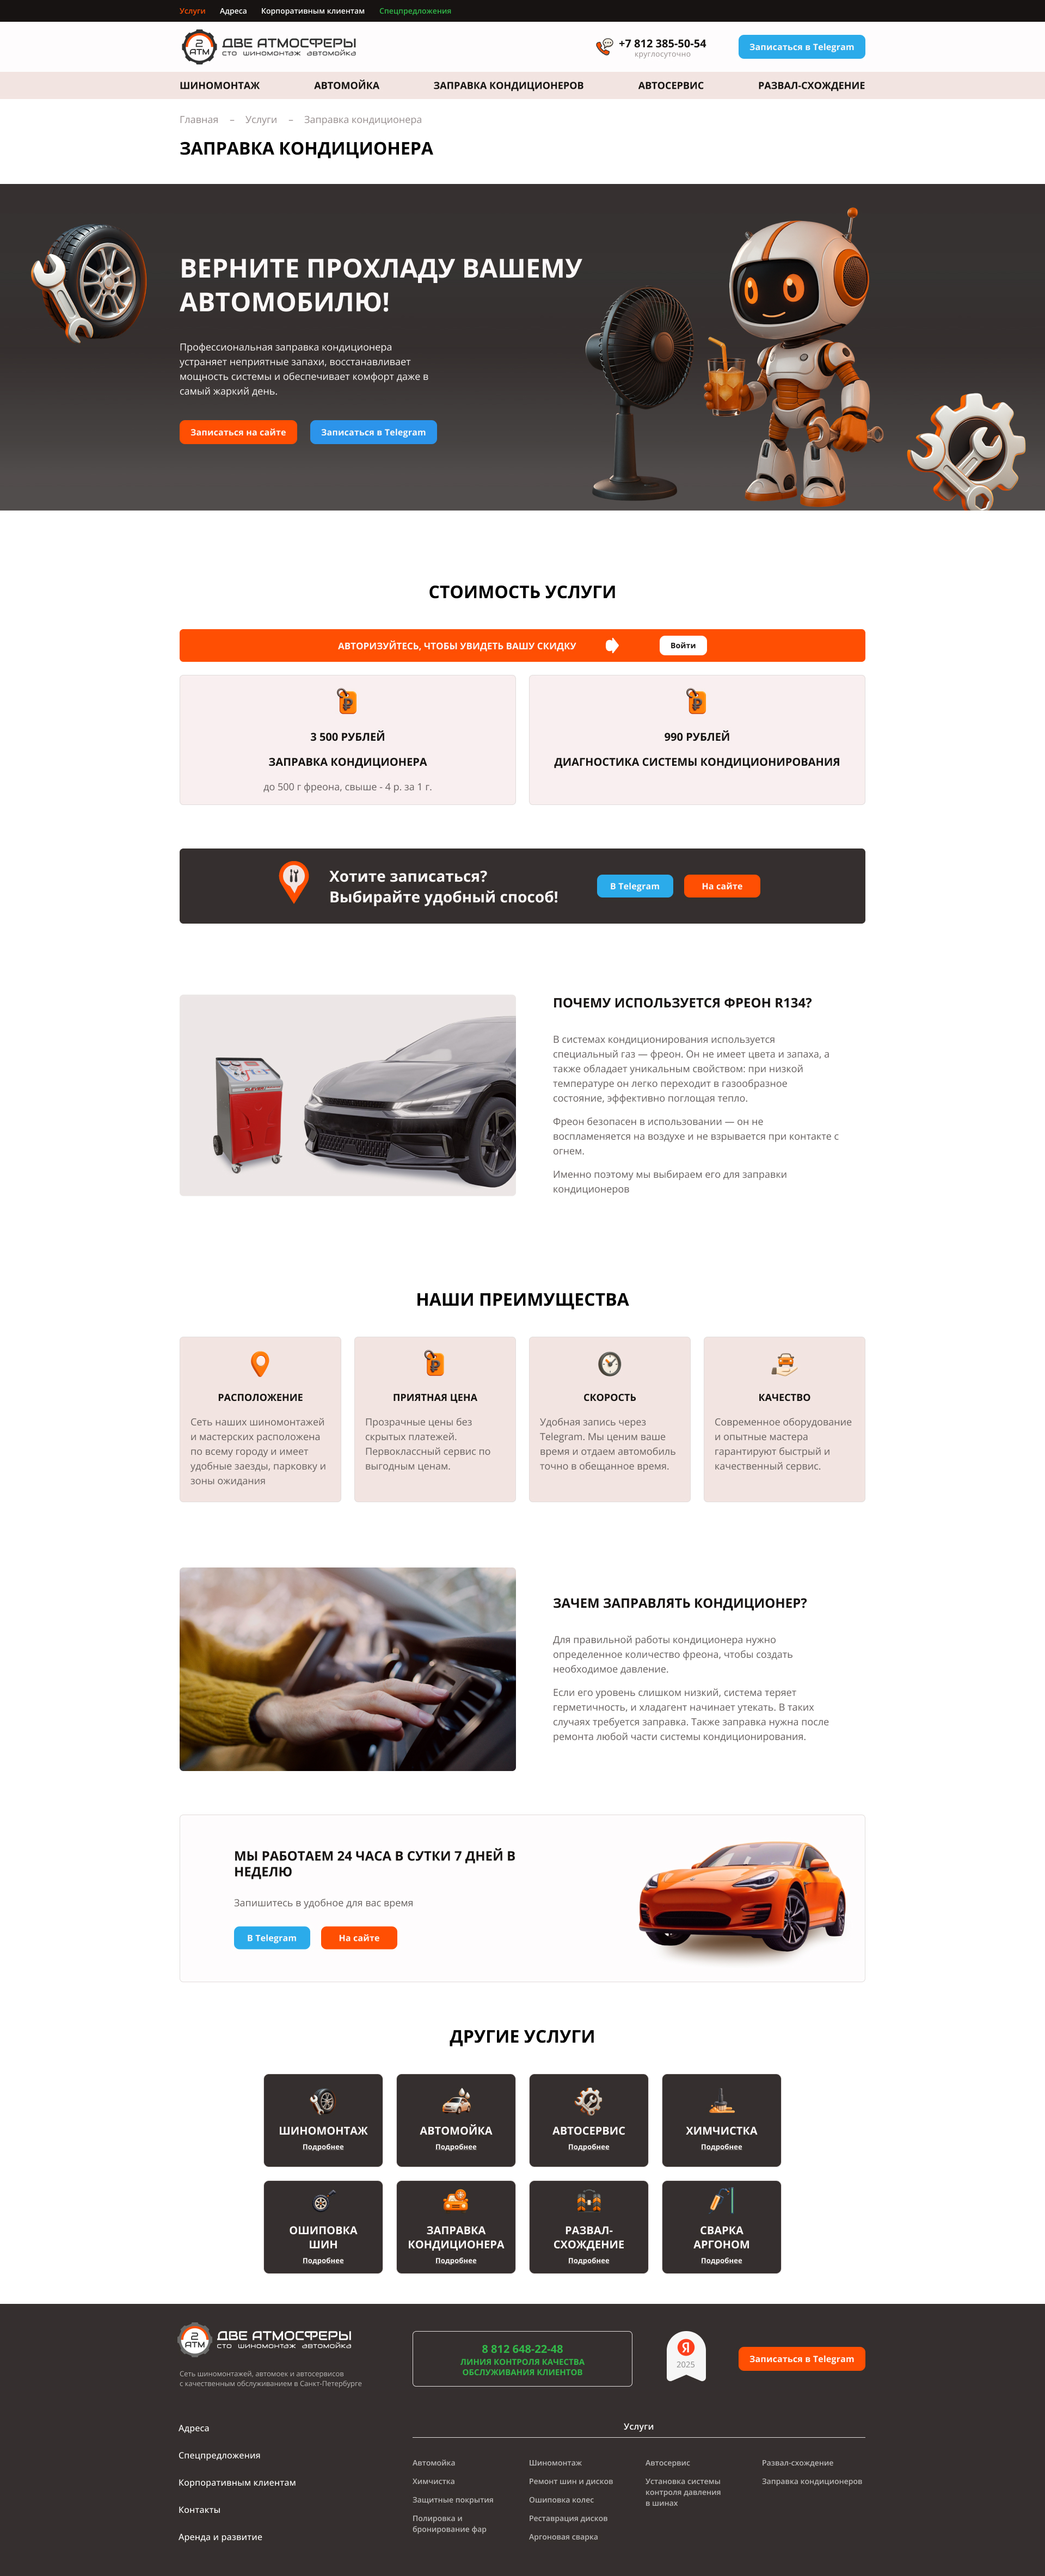 Услуги Адреса Корпоративным клиентам Спецпредложения
2 АТМ ДВЕ АТМОСФЕРЫ
сто шиномонтаж автомойка
+7 812 385-50-54
круглосуточно
Записаться в Telegram
ШИНОМОНТАЖ АВТОМОЙКА ЗАПРАВКА КОНДИЦИОНЕРОВ АВТОСЕРВИС РАЗВАЛ-СХОЖДЕНИЕ
Главная – Услуги – Заправка кондиционера
ЗАПРАВКА КОНДИЦИОНЕРА
ВЕРНИТЕ ПРОХЛАДУ ВАШЕМУ
АВТОМОБИЛЮ!
Профессиональная заправка кондиционера
устраняет неприятные запахи, восстанавливает
мощность системы и обеспечивает комфорт даже в
самый жаркий день.
Записаться на сайте Записаться в Telegram
СТОИМОСТЬ УСЛУГИ
АВТОРИЗУЙТЕСЬ, ЧТОБЫ УВИДЕТЬ ВАШУ СКИДКУ Войти
3 500 РУБЛЕЙ
ЗАПРАВКА КОНДИЦИОНЕРА
до 500 г фреона, свыше - 4 р. за 1 г.
990 РУБЛЕЙ
ДИАГНОСТИКА СИСТЕМЫ КОНДИЦИОНИРОВАНИЯ
Хотите записаться?
Выбирайте удобный способ!
В Telegram На сайте
ПОЧЕМУ ИСПОЛЬЗУЕТСЯ ФРЕОН R134?
В системах кондиционирования используется
специальный газ — фреон. Он не имеет цвета и запаха, а
также обладает уникальным свойством: при низкой
температуре он легко переходит в газообразное
состояние, эффективно поглощая тепло.
Фреон безопасен в использовании — он не
воспламеняется на воздухе и не взрывается при контакте с
огнем.
Именно поэтому мы выбираем его для заправки
кондиционеров
НАШИ ПРЕИМУЩЕСТВА
РАСПОЛОЖЕНИЕ
Сеть наших шиномонтажей
и мастерских расположена
по всему городу и имеет
удобные заезды, парковку и
зоны ожидания
ПРИЯТНАЯ ЦЕНА
Прозрачные цены без
скрытых платежей.
Первоклассный сервис по
выгодным ценам.
СКОРОСТЬ
Удобная запись через
Telegram. Мы ценим ваше
время и отдаем автомобиль
точно в обещанное время.
КАЧЕСТВО
Современное оборудование
и опытные мастера
гарантируют быстрый и
качественный сервис.
ЗАЧЕМ ЗАПРАВЛЯТЬ КОНДИЦИОНЕР?
Для правильной работы кондиционера нужно
определенное количество фреона, чтобы создать
необходимое давление.
Если его уровень слишком низкий, система теряет
герметичность, и хладагент начинает утекать. В таких
случаях требуется заправка. Также заправка нужна после
ремонта любой части системы кондиционирования.
МЫ РАБОТАЕМ 24 ЧАСА В СУТКИ 7 ДНЕЙ В
НЕДЕЛЮ
Запишитесь в удобное для вас время
В Telegram На сайте
ДРУГИЕ УСЛУГИ
ШИНОМОНТАЖ
Подробнее
АВТОМОЙКА
Подробнее
АВТОСЕРВИС
Подробнее
ХИМЧИСТКА
Подробнее
ОШИПОВКА
ШИН
Подробнее
ЗАПРАВКА
КОНДИЦИОНЕРА
Подробнее
РАЗВАЛ-
СХОЖДЕНИЕ
Подробнее
СВАРКА
АРГОНОМ
Подробнее
2 АТМ ДВЕ АТМОСФЕРЫ
сто шиномонтаж автомойка
Сеть шиномонтажей, автомоек и автосервисов
с качественным обслуживанием в Санкт-Петербурге
8 812 648-22-48
ЛИНИЯ КОНТРОЛЯ КАЧЕСТВА
ОБСЛУЖИВАНИЯ КЛИЕНТОВ
Я
2025
Записаться в Telegram
Адреса
Спецпредложения
Корпоративным клиентам
Контакты
Аренда и развитие
Услуги
Автомойка
Химчистка
Защитные покрытия
Полировка и
бронирование фар
Шиномонтаж
Ремонт шин и дисков
Ошиповка колес
Реставрация дисков
Аргоновая сварка
Автосервис
Установка системы
контроля давления
в шинах
Развал-схождение
Заправка кондиционеров